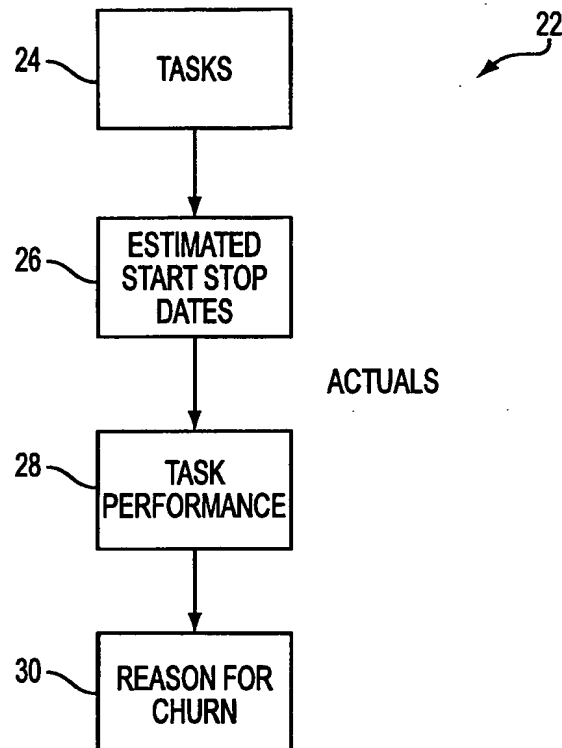 22
24
TASKS
26
ESTIMATED
START STOP
DATES
ACTUALS
28
TASK
PERFORMANCE
30
REASON FOR
CHURN